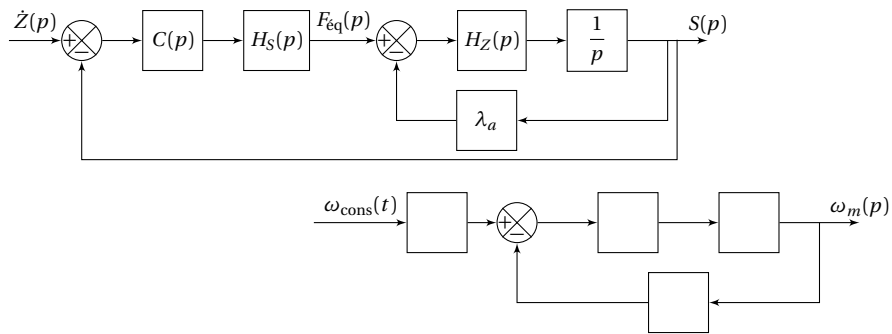 Ż(p)
+
−
C(p)
H_S(p)
F_éq(p)
+
−
H_Z(p)
1/p
S(p)
λ_a
ω_cons(t)
+
−
ω_m(p)